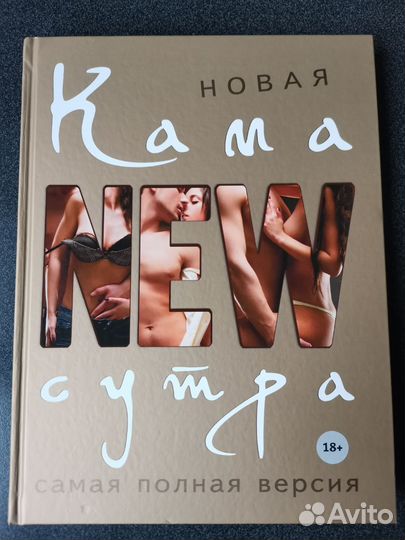 НОВАЯ
Кама
NEW
сутра
18+
самая полная версия
Avito